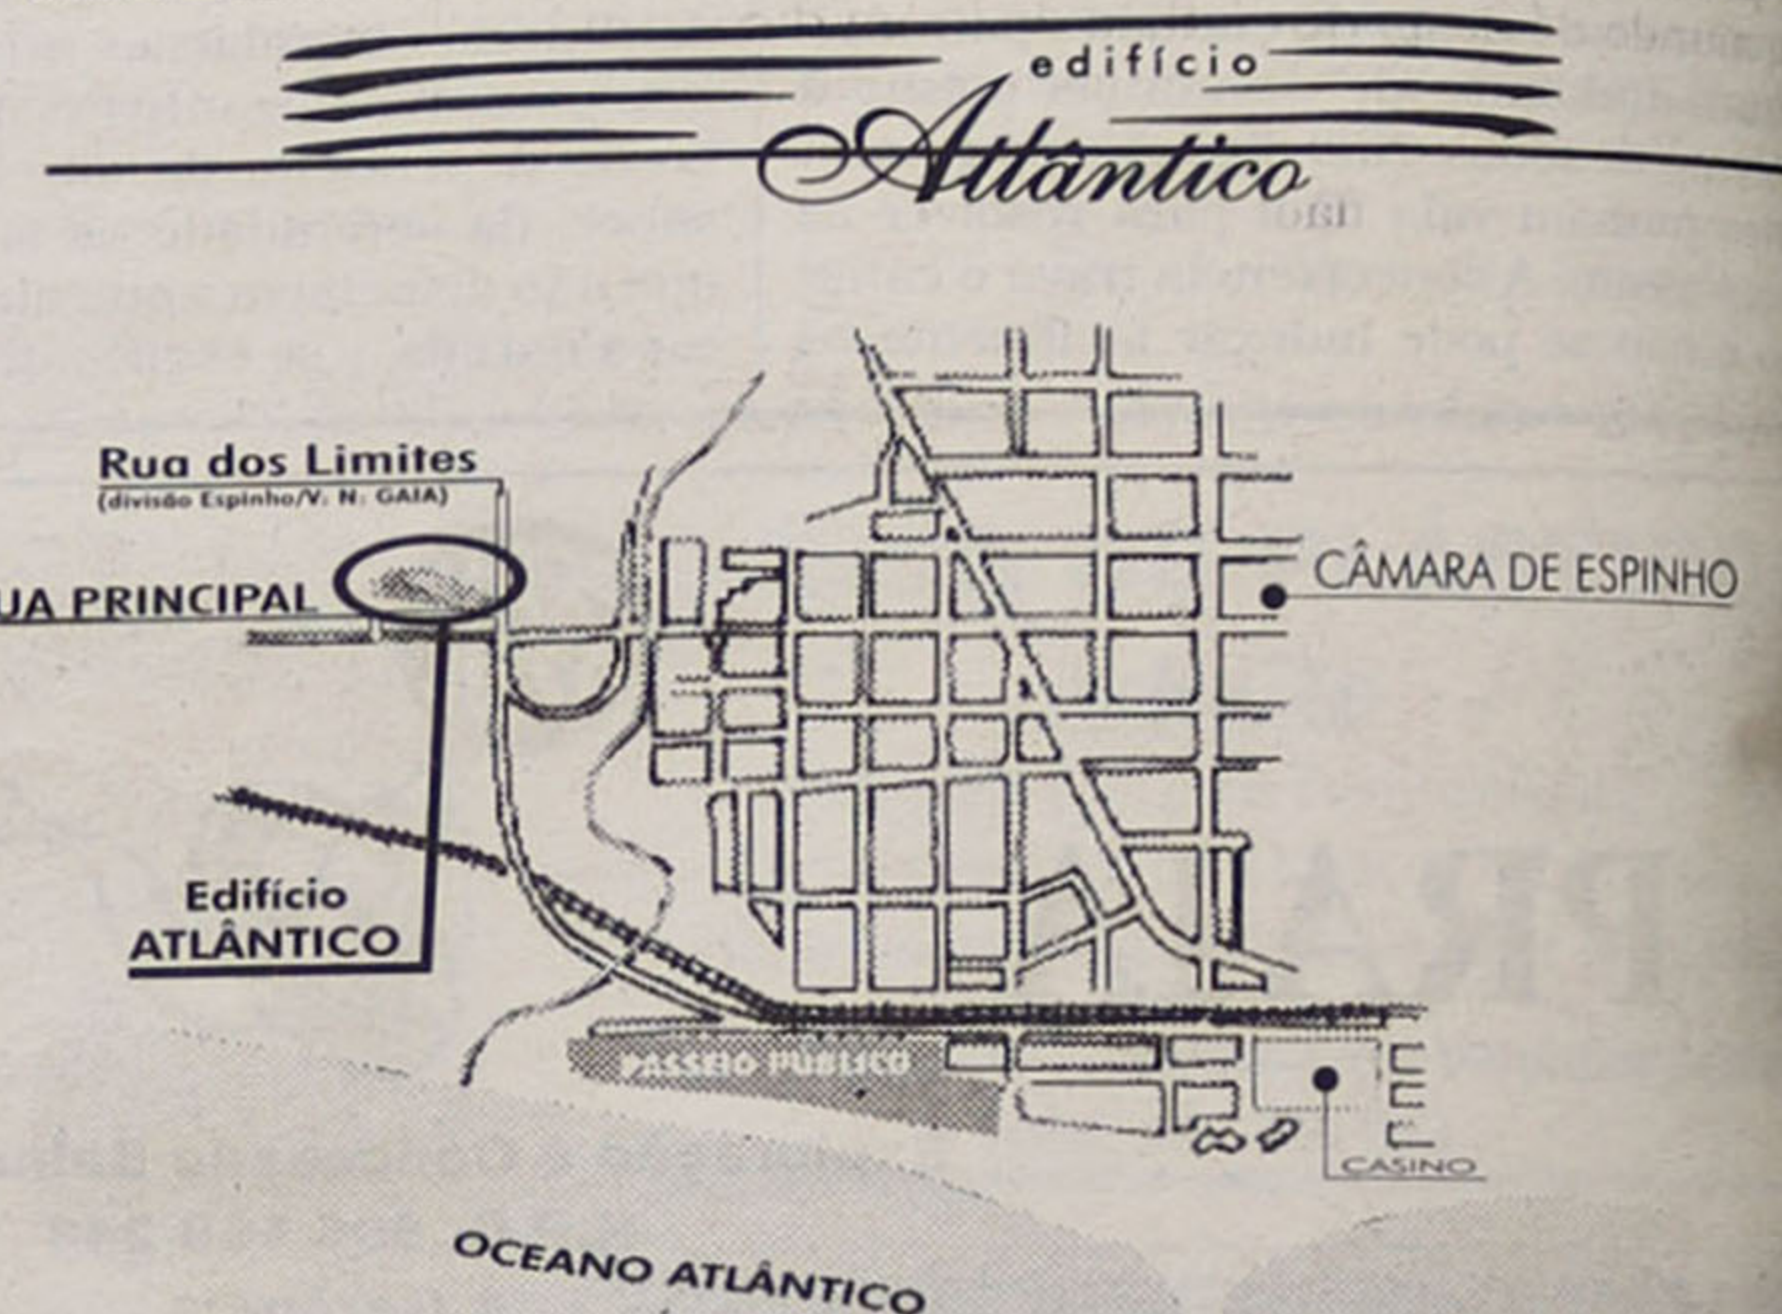 edifício
Atlântico
Rua dos Limites
(divisão Espinho/V. N. GAIA)
UA PRINCIPAL
CÂMARA DE ESPINHO
Edifício
ATLÂNTICO
PASSEIO PÚBLICO
CASINO
OCEANO ATLÂNTICO